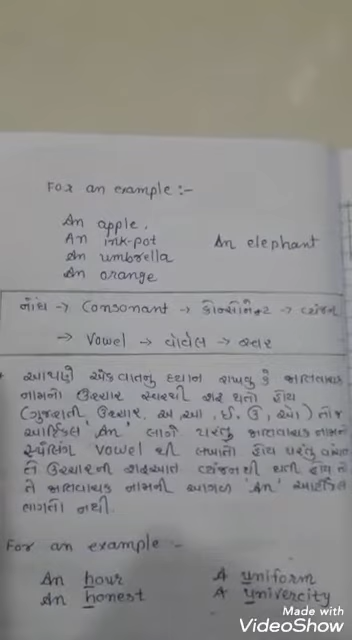 For an example :-
An apple.
An ink-pot An elephant
An umbrella
An orange
નોંધ → Consonant → કોન્સોનન્ટ → વ્યંજન
→ Vowel → વોવેલ → સ્વર
આપણે એક વાતનું ધ્યાન રાખવું કે જાતિવાચક
નામનો ઉચ્ચાર સ્વરથી શરૂ થતો હોય
(ગુજરાતી ઉચ્ચાર અ, આ, ઈ, ઉ, એ) તો જ
આર્ટિકલ 'An' લાગે પરંતુ જાતિવાચક નામનો
સ્પેલિંગ Vowel થી લખાતો હોય પરંતુ
ઉચ્ચારની શરૂઆત વ્યંજનથી થતી હોય તો
તે જાતિવાચક નામની આગળ 'An' આર્ટિકલ
લાગતો નથી.
For an example :-
An hour A uniform
An honest A univercity
Made with
VideoShow